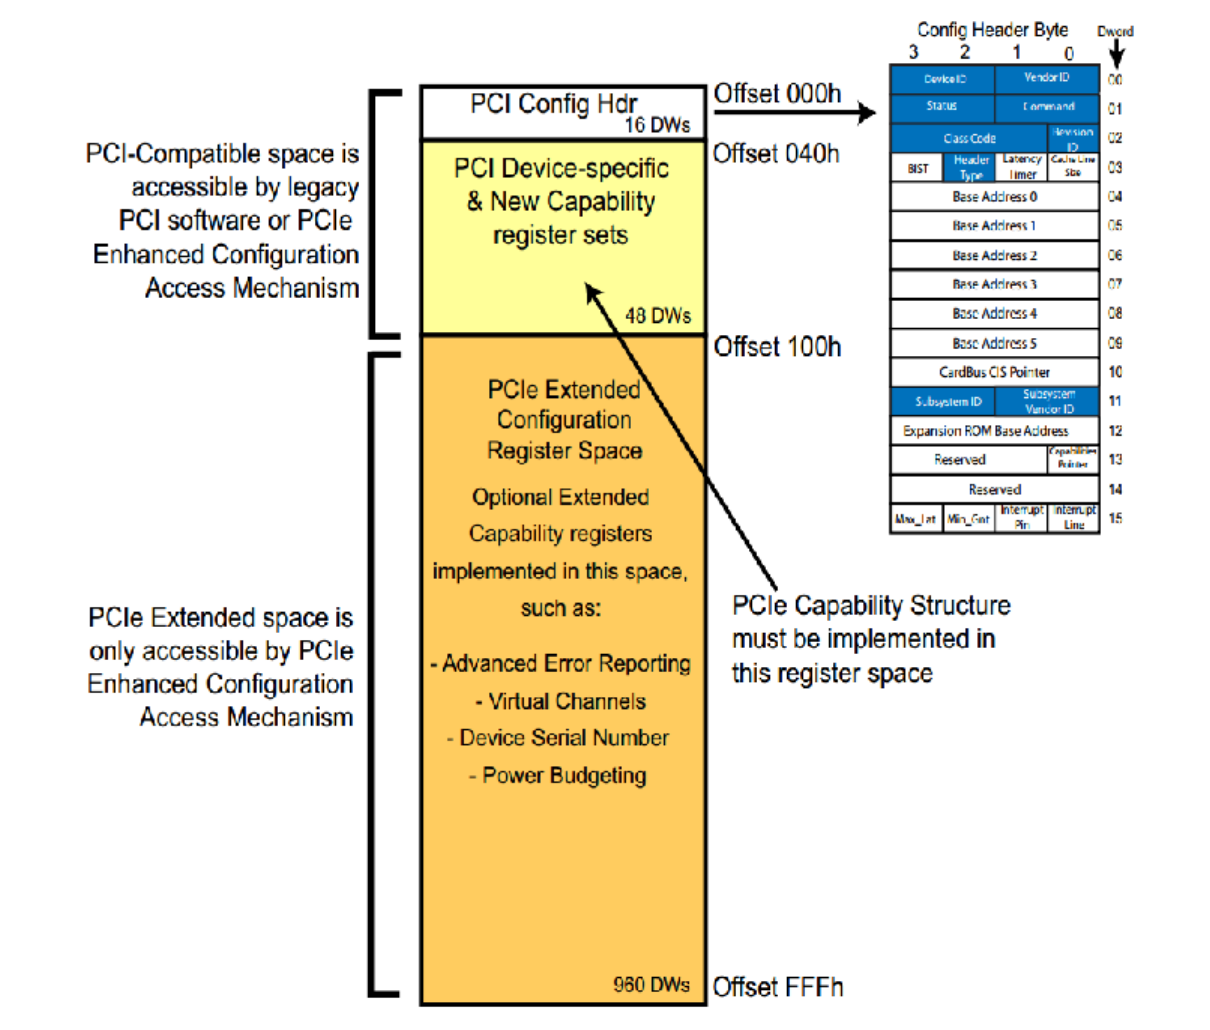 Config Header Byte
Dword
3 2 1 0
Device ID Vendor ID 00
Status Command 01
Class Code Revision ID 02
BIST Header Type Latency Timer Cache Line Size 03
Base Address 0 04
Base Address 1 05
Base Address 2 06
Base Address 3 07
Base Address 4 08
Base Address 5 09
CardBus CIS Pointer 10
Subsystem ID Subsystem Vendor ID 11
Expansion ROM Base Address 12
Reserved Capabilities Pointer 13
Reserved 14
Max_Lat Min_Gnt Interrupt Pin Interrupt Line 15
PCI Config Hdr
16 DWs
Offset 000h
Offset 040h
PCI-Compatible space is
accessible by legacy
PCI software or PCIe
Enhanced Configuration
Access Mechanism
PCI Device-specific
& New Capability
register sets
48 DWs
Offset 100h
PCIe Extended
Configuration
Register Space
Optional Extended
Capability registers
implemented in this space,
such as:
- Advanced Error Reporting
- Virtual Channels
- Device Serial Number
- Power Budgeting
960 DWs
Offset FFFh
PCIe Extended space is
only accessible by PCIe
Enhanced Configuration
Access Mechanism
PCIe Capability Structure
must be implemented in
this register space